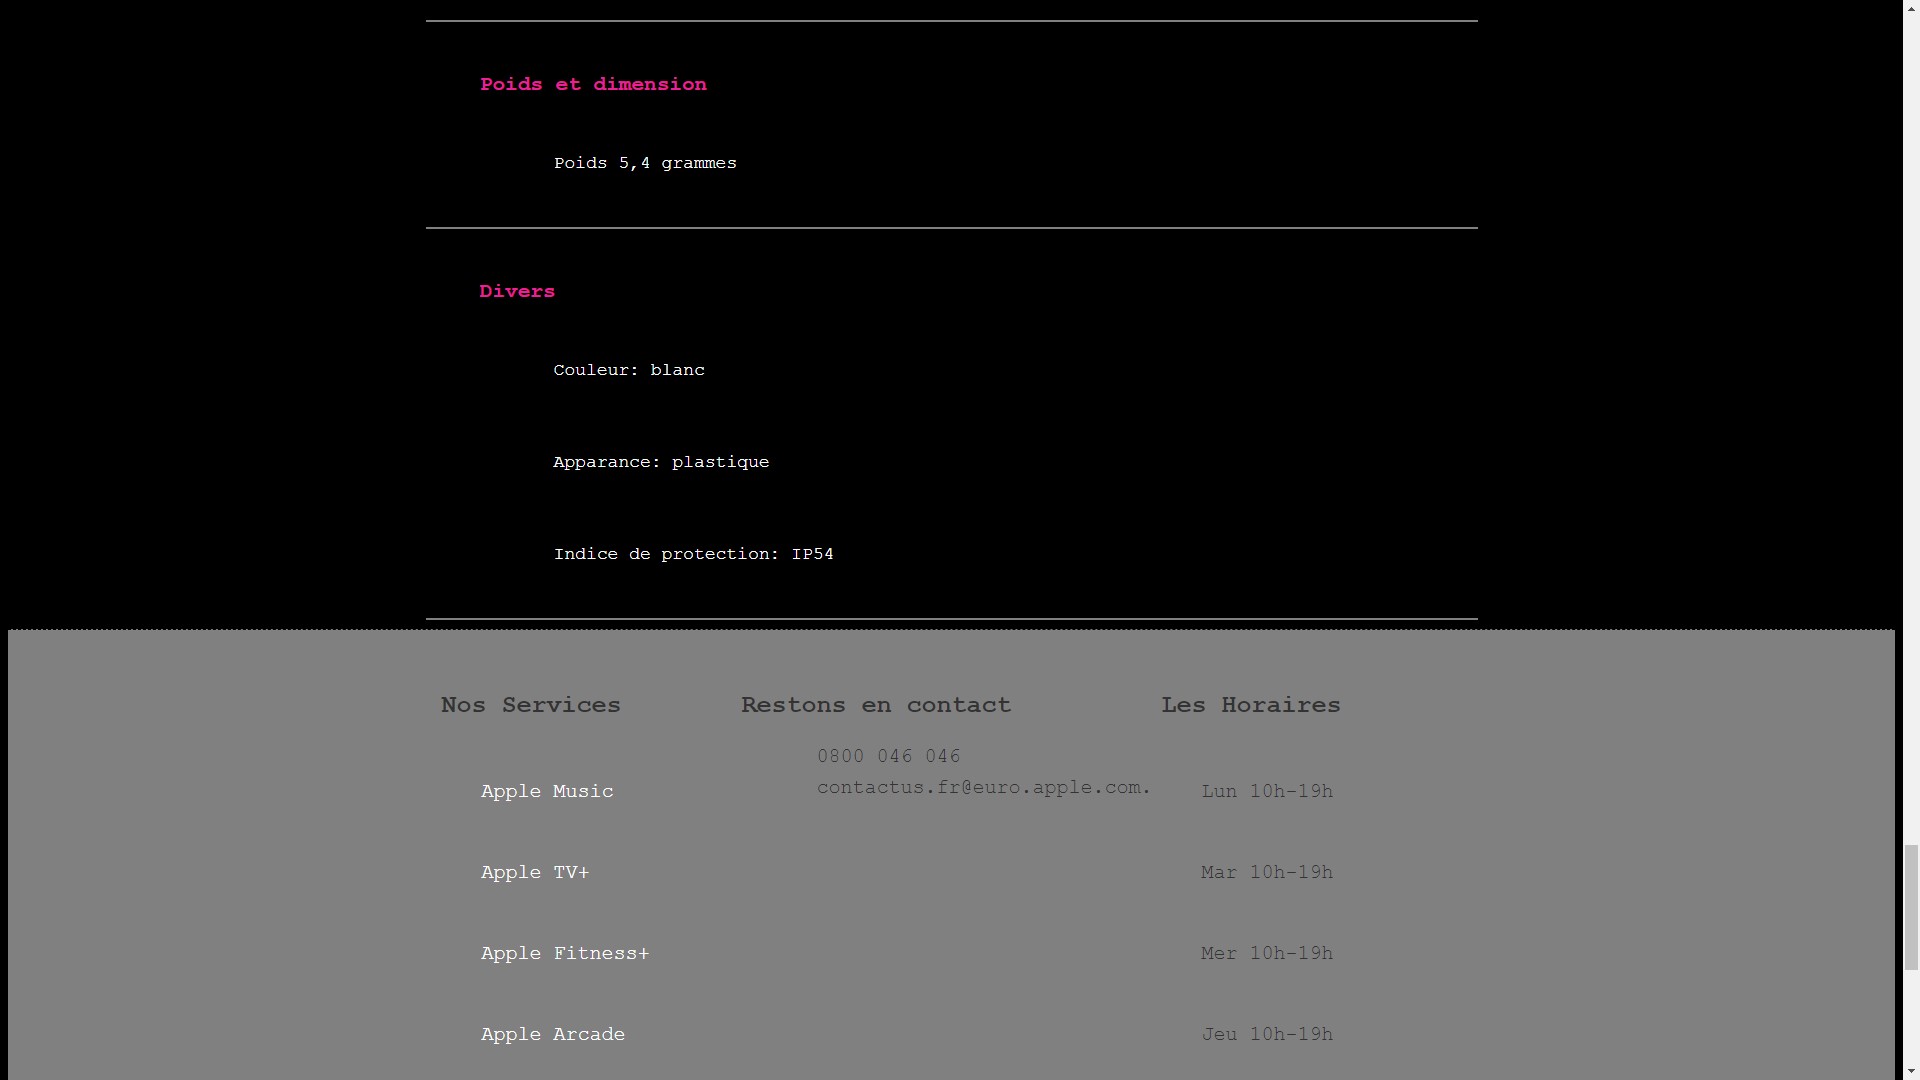 Poids et dimension
Poids 5,4 grammes
Divers
Couleur: blanc
Apparance: plastique
Indice de protection: IP54
Nos Services
Apple Music
Apple TV+
Apple Fitness+
Apple Arcade
Restons en contact
0800 046 046
contactus.fr@euro.apple.com.
Les Horaires
Lun 10h-19h
Mar 10h-19h
Mer 10h-19h
Jeu 10h-19h